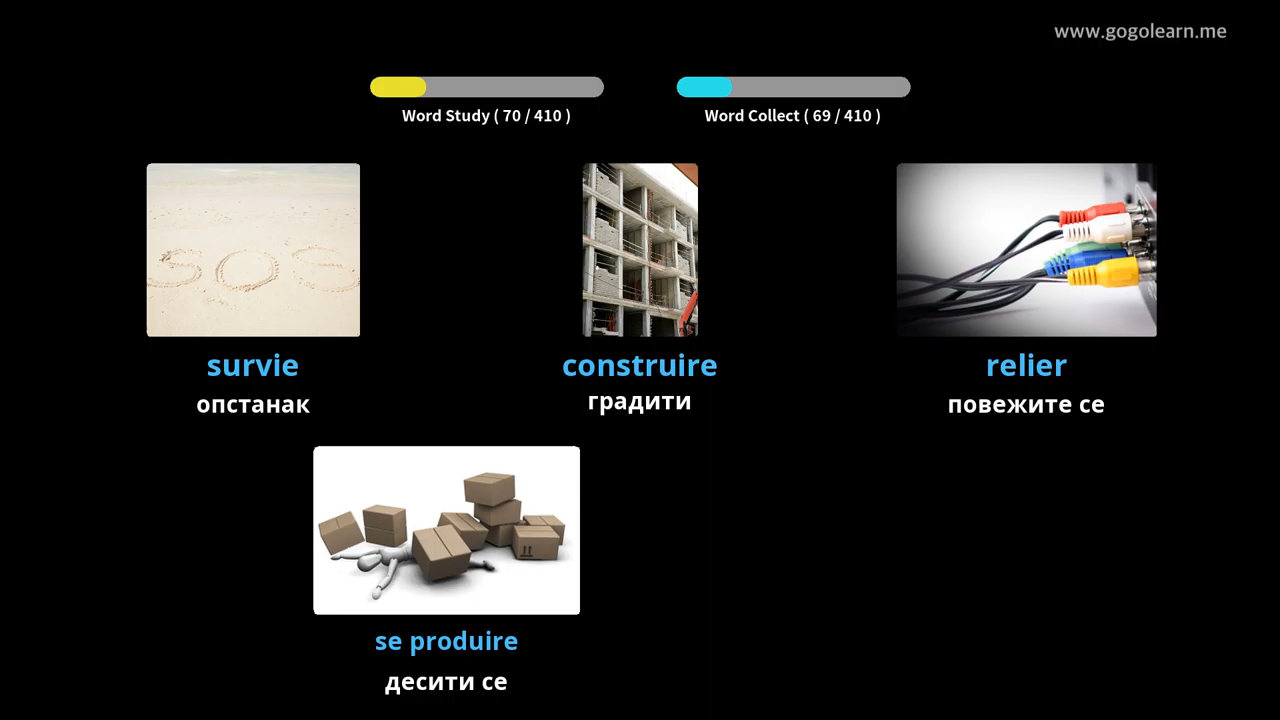 www.gogolearn.me
Word Study ( 70 / 410 )
Word Collect ( 69 / 410 )
SOS
survie
construire
relier
опстанак
градити
повежите се
se produire
десити се